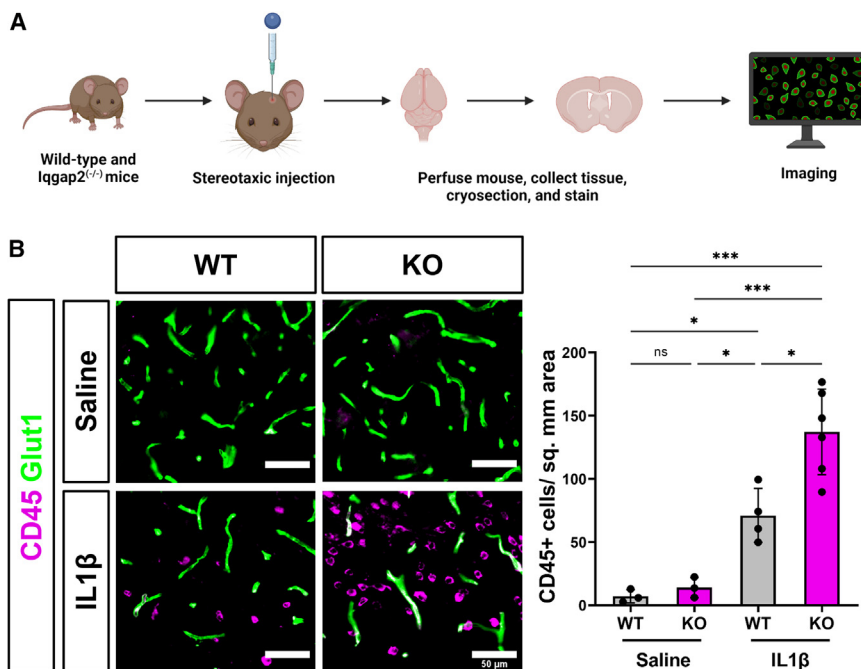 A
Wild-type and
Iqgap2(-/-) mice
Stereotaxic injection
Perfuse mouse, collect tissue,
cryosection, and stain
Imaging
B
WT
KO
CD45 Glut1
Saline
IL1β
50 μm
***
***
*
ns
*
*
CD45+ cells/ sq. mm area
200
150
100
50
0
WT
KO
WT
KO
Saline
IL1β